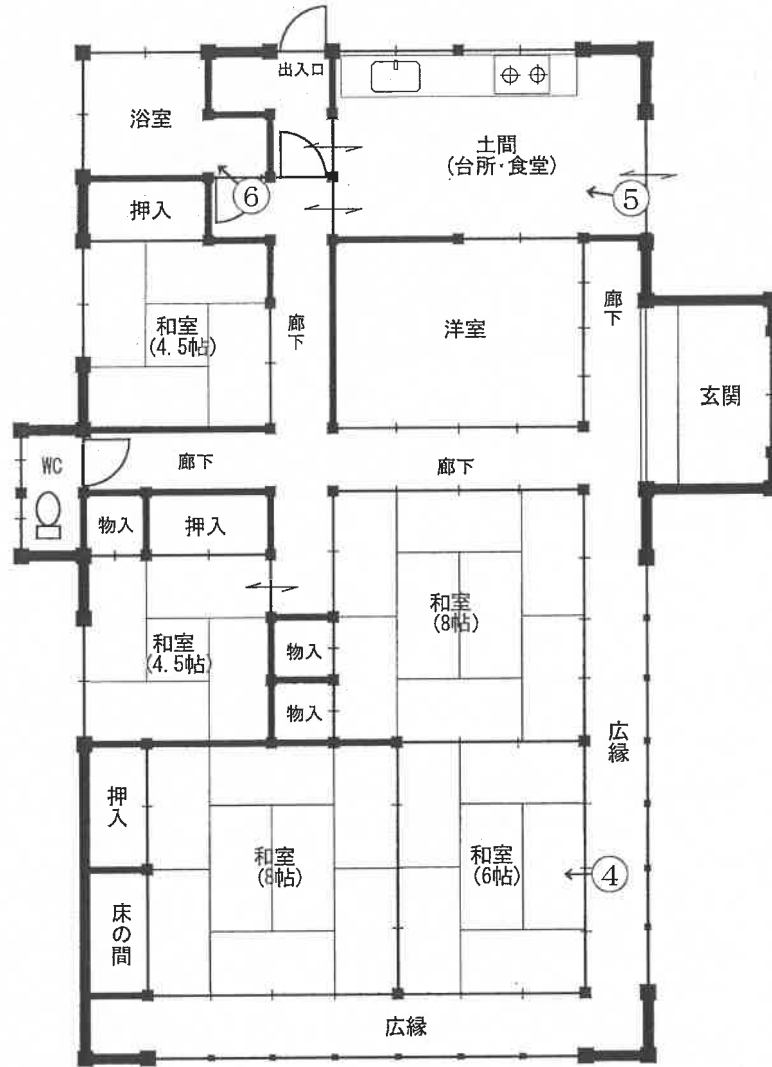 出入口
浴室
土間
(台所・食堂)
⑥
⑤
押入
和室
(4.5帖)
廊下
洋室
廊下
玄関
WC
廊下
廊下
物入
押入
和室
(8帖)
和室
(4.5帖)
物入
物入
広縁
押入
和室
(8帖)
和室
(6帖)
④
床の間
広縁